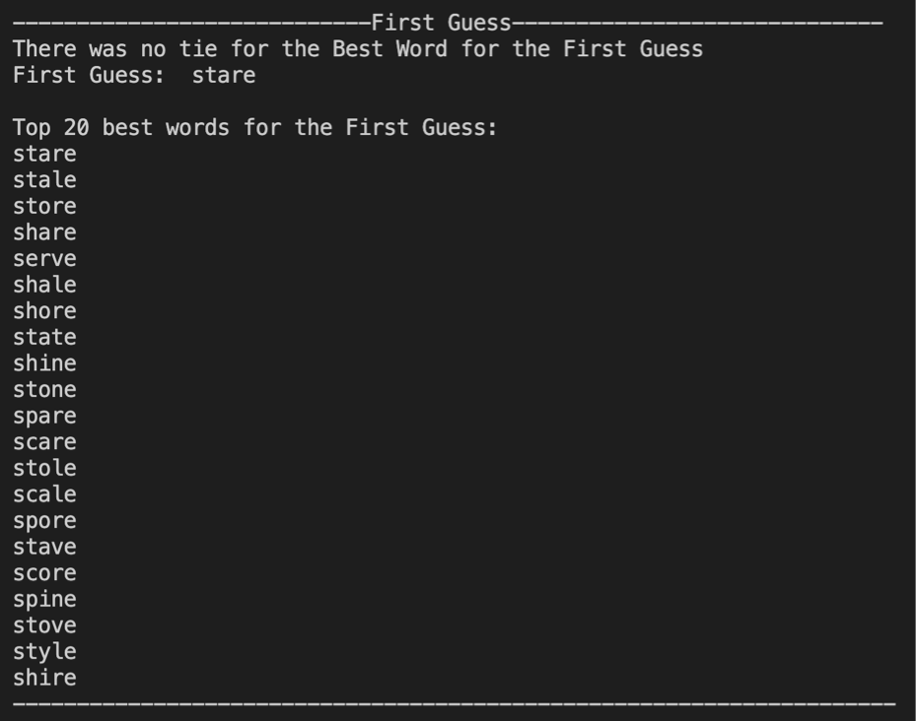 ----------------------------First Guess-----------------------------
There was no tie for the Best Word for the First Guess
First Guess:  stare

Top 20 best words for the First Guess:
stare
stale
store
share
serve
shale
shore
state
shine
stone
spare
scare
stole
scale
spore
stave
score
spine
stove
style
shire
---------------------------------------------------------------------